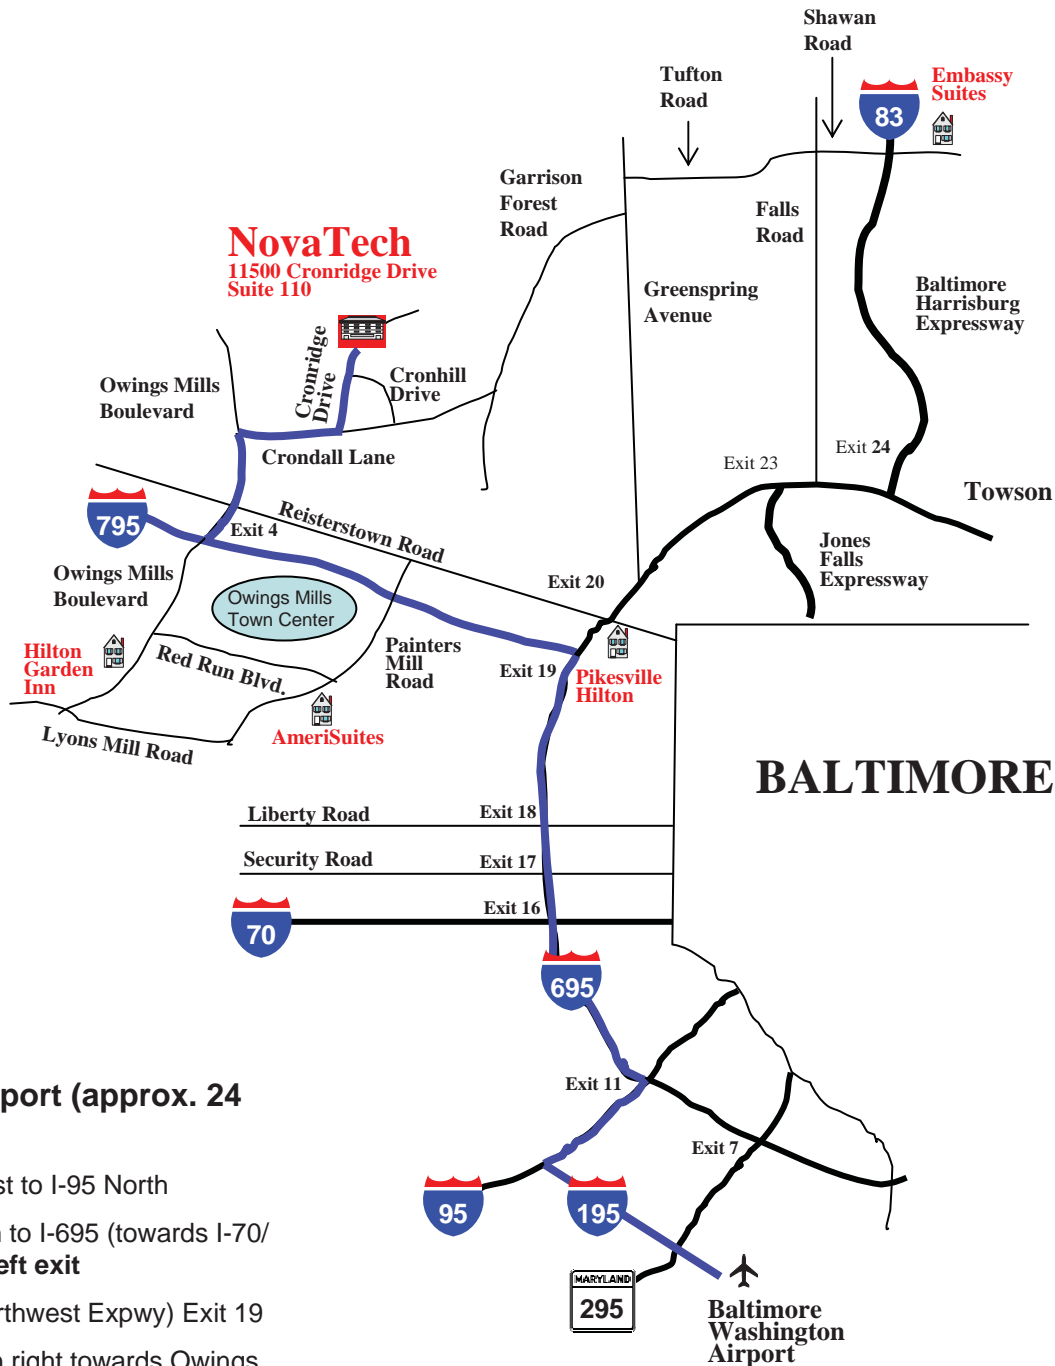 Shawan
Road
Tufton
Road
Embassy
Suites
83
Garrison
Forest
Road
Falls
Road
NovaTech
11500 Cronridge Drive
Suite 110
Greenspring
Avenue
Baltimore
Harrisburg
Expressway
Cronridge
Drive
Cronhill
Drive
Owings Mills
Boulevard
Crondall Lane
Exit 23
Exit 24
Towson
795
Exit 4
Reisterstown Road
Jones
Falls
Expressway
Owings Mills
Boulevard
Exit 20
Owings Mills
Town Center
Hilton
Garden
Inn
Red Run Blvd.
Painters
Mill
Road
Exit 19
Pikesville
Hilton
Lyons Mill Road
AmeriSuites
BALTIMORE
Liberty Road
Exit 18
Security Road
Exit 17
Exit 16
70
695
port (approx. 24
Exit 11
Exit 7
st to I-95 North
95
195
n to I-695 (towards I-70/
eft exit
MARYLAND
295
rthwest Expwy) Exit 19
Baltimore
Washington
Airport
n right towards Owings